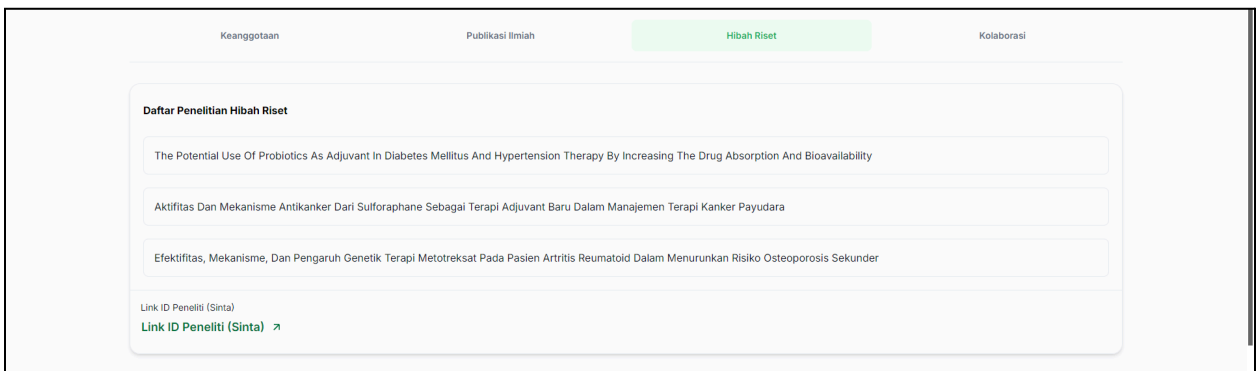 Keanggotaan
Publikasi Ilmiah
Hibah Riset
Kolaborasi
Daftar Penelitian Hibah Riset
The Potential Use Of Probiotics As Adjuvant In Diabetes Mellitus And Hypertension Therapy By Increasing The Drug Absorption And Bioavailability
Aktifitas Dan Mekanisme Antikanker Dari Sulforaphane Sebagai Terapi Adjuvant Baru Dalam Manajemen Terapi Kanker Payudara
Efektifitas, Mekanisme, Dan Pengaruh Genetik Terapi Metotreksat Pada Pasien Artritis Reumatoid Dalam Menurunkan Risiko Osteoporosis Sekunder
Link ID Peneliti (Sinta)
Link ID Peneliti (Sinta)